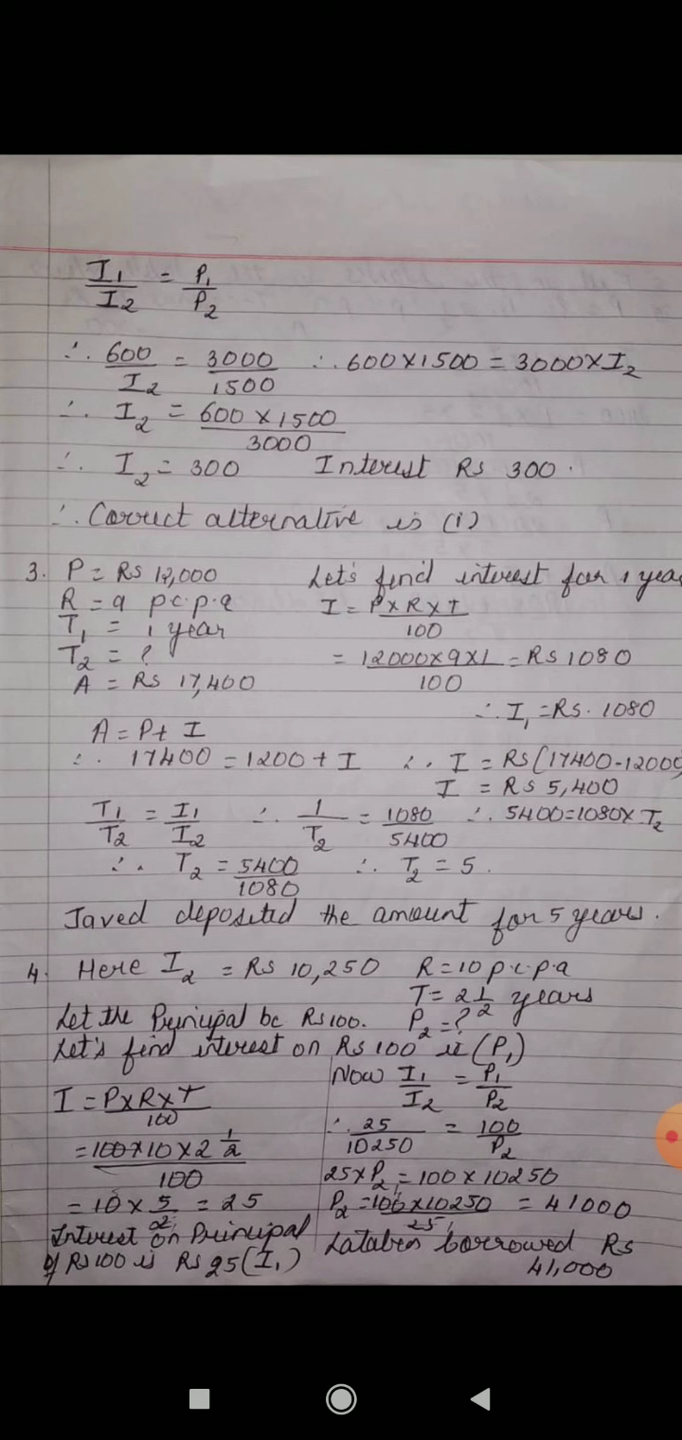 I₁/I₂ = P₁/P₂
∴ 600/I₂ = 3000/1500 ∴ 600×1500 = 3000×I₂
∴ I₂ = 600 × 1500/3000
∴ I₂ = 300 Interest Rs 300.
∴ Correct alternative is (i)
3. P = Rs 12,000 Let's find interest for 1 year
R = 9 p.c.p.a I = P×R×T/100
T₁ = 1 year
T₂ = ? = 12000×9×1/100 = Rs 1080
A = Rs 17,400
∴ I₁ = Rs. 1080
A = P + I
∴ 17400 = 1200 + I ∴ I = Rs (17400-12000)
I = Rs 5,400
T₁/T₂ = I₁/I₂ ∴ 1/T₂ = 1080/5400 ∴ 5400=1080× T₂
∴ T₂ = 5400/1080 ∴ T₂ = 5.
Javed deposited the amount for 5 years.
4. Here I₂ = Rs 10,250 R = 10 p.c.p.a
T = 2 1/2 years
Let the Principal be Rs 100. P₂ = ?
Let's find interest on Rs 100 ie (P₁)
I = P×R×T/100
= 100×10×2 1/2/100
= 10 × 5/2 = 25
Interest on Principal
of Rs 100 is Rs 25 (I₁)
Now I₁/I₂ = P₁/P₂
∴ 25/10250 = 100/P₂
25×P₂ = 100 × 10250
P₂ = 100 ×10250/25 = 41000
Lataben borrowed Rs
41,000